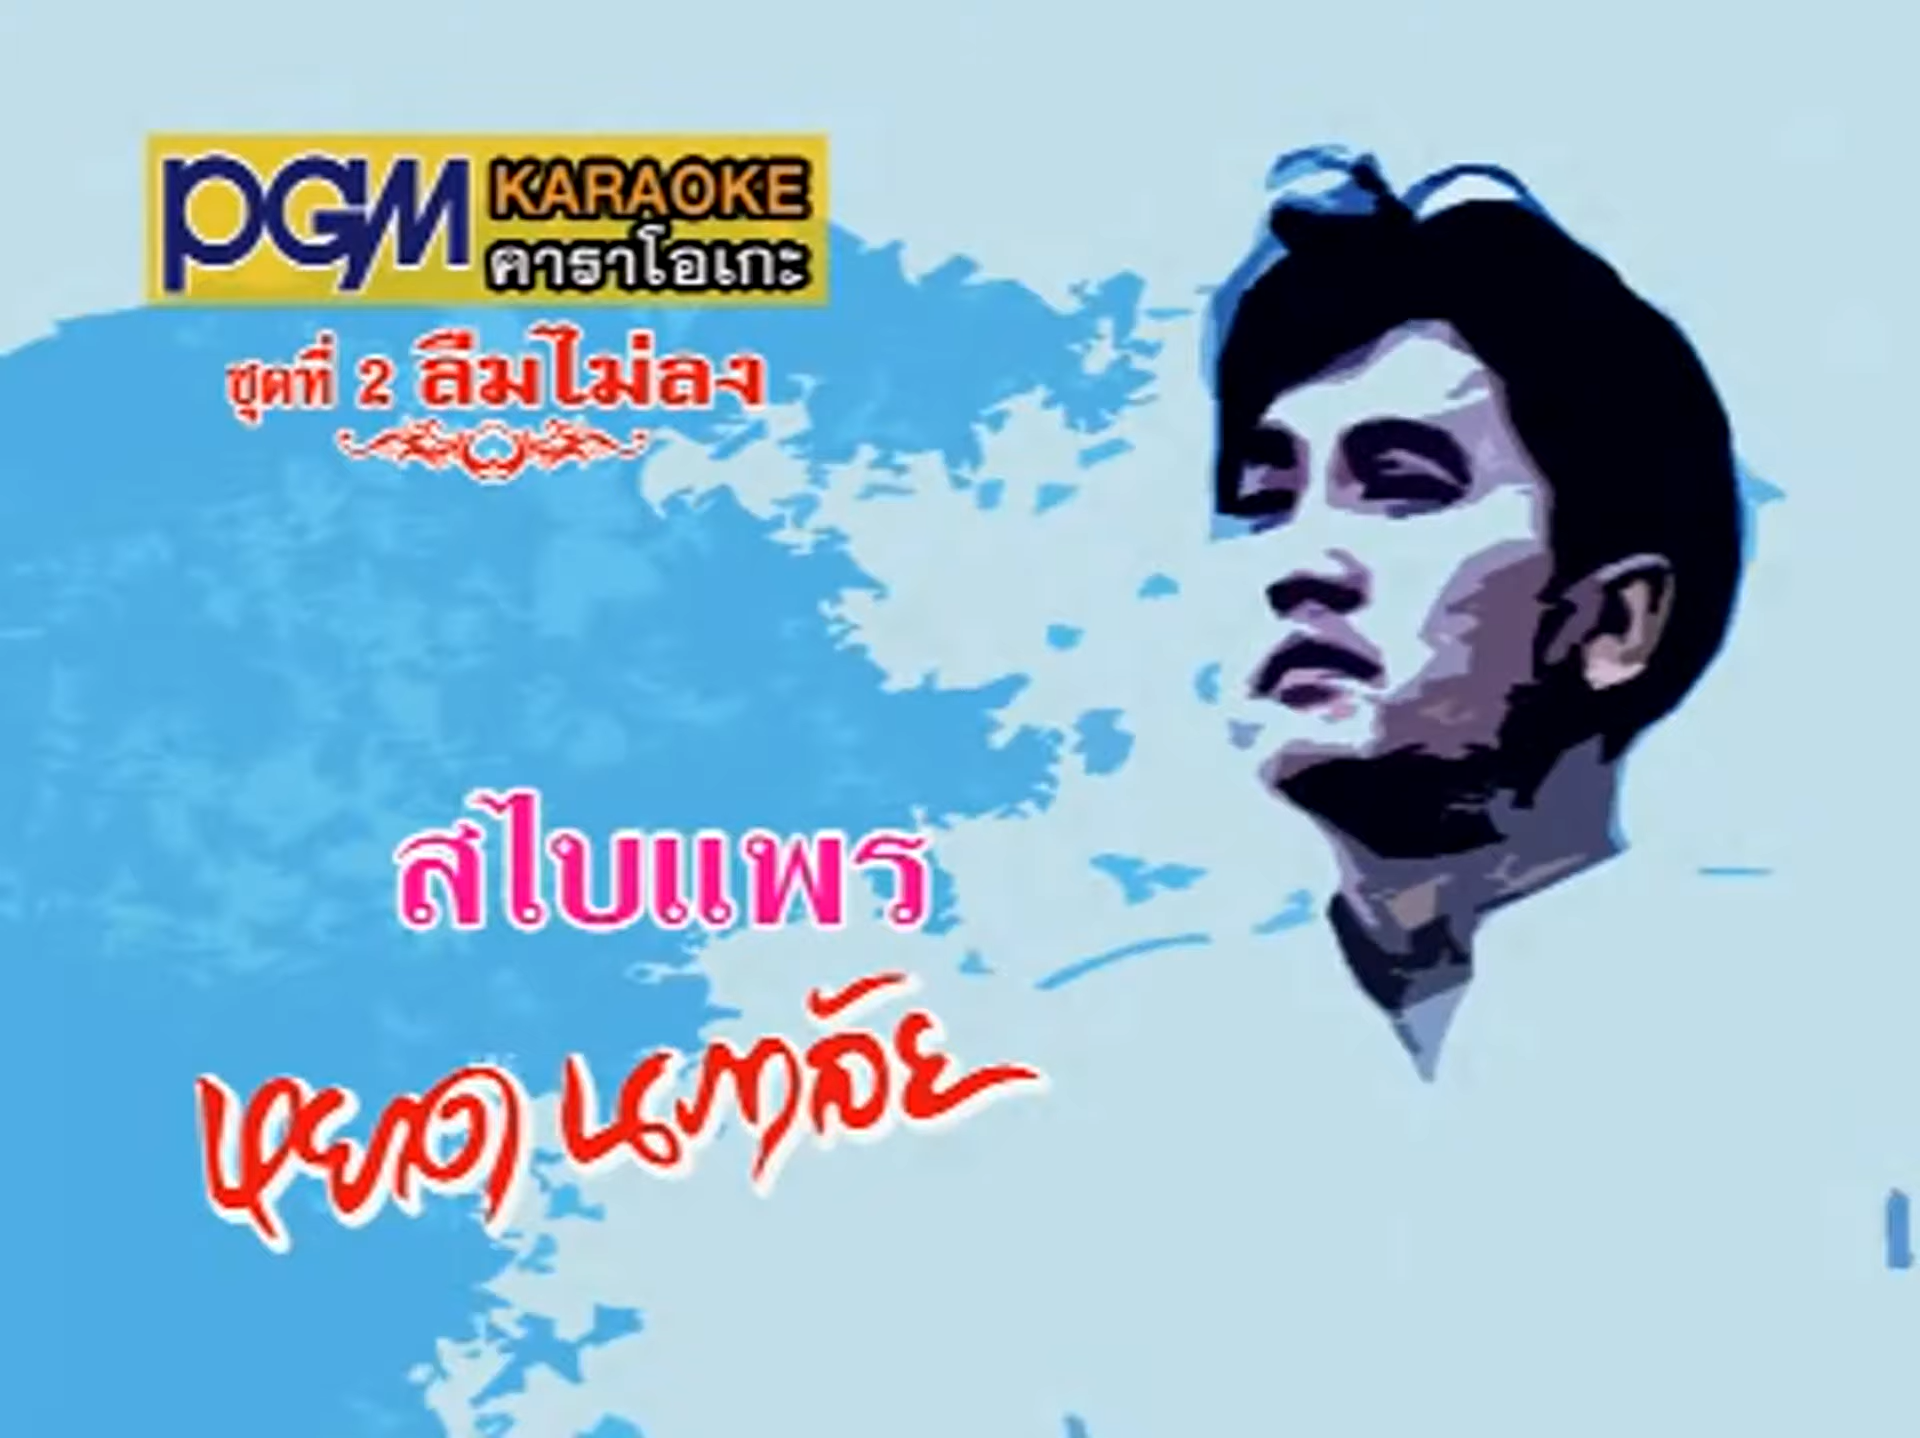 PGM KARAOKE
คาราโอเกะ
ชุดที่ 2 ลืมไม่ลง
สไบแพร
หยาด นภาลัย